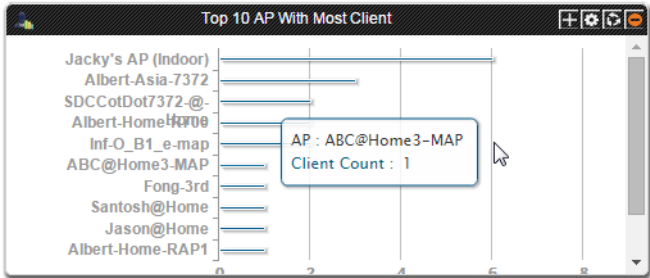 Top 10 AP With Most Client
Jacky's AP (Indoor)
Albert-Asia-7372
SDCCotDot7372-@-
Home
Albert-Home-R700
Inf-O_B1_e-map
ABC@Home3-MAP
Fong-3rd
Santosh@Home
Jason@Home
Albert-Home-RAP1
AP : ABC@Home3-MAP
Client Count : 1
0 2 4 6 8